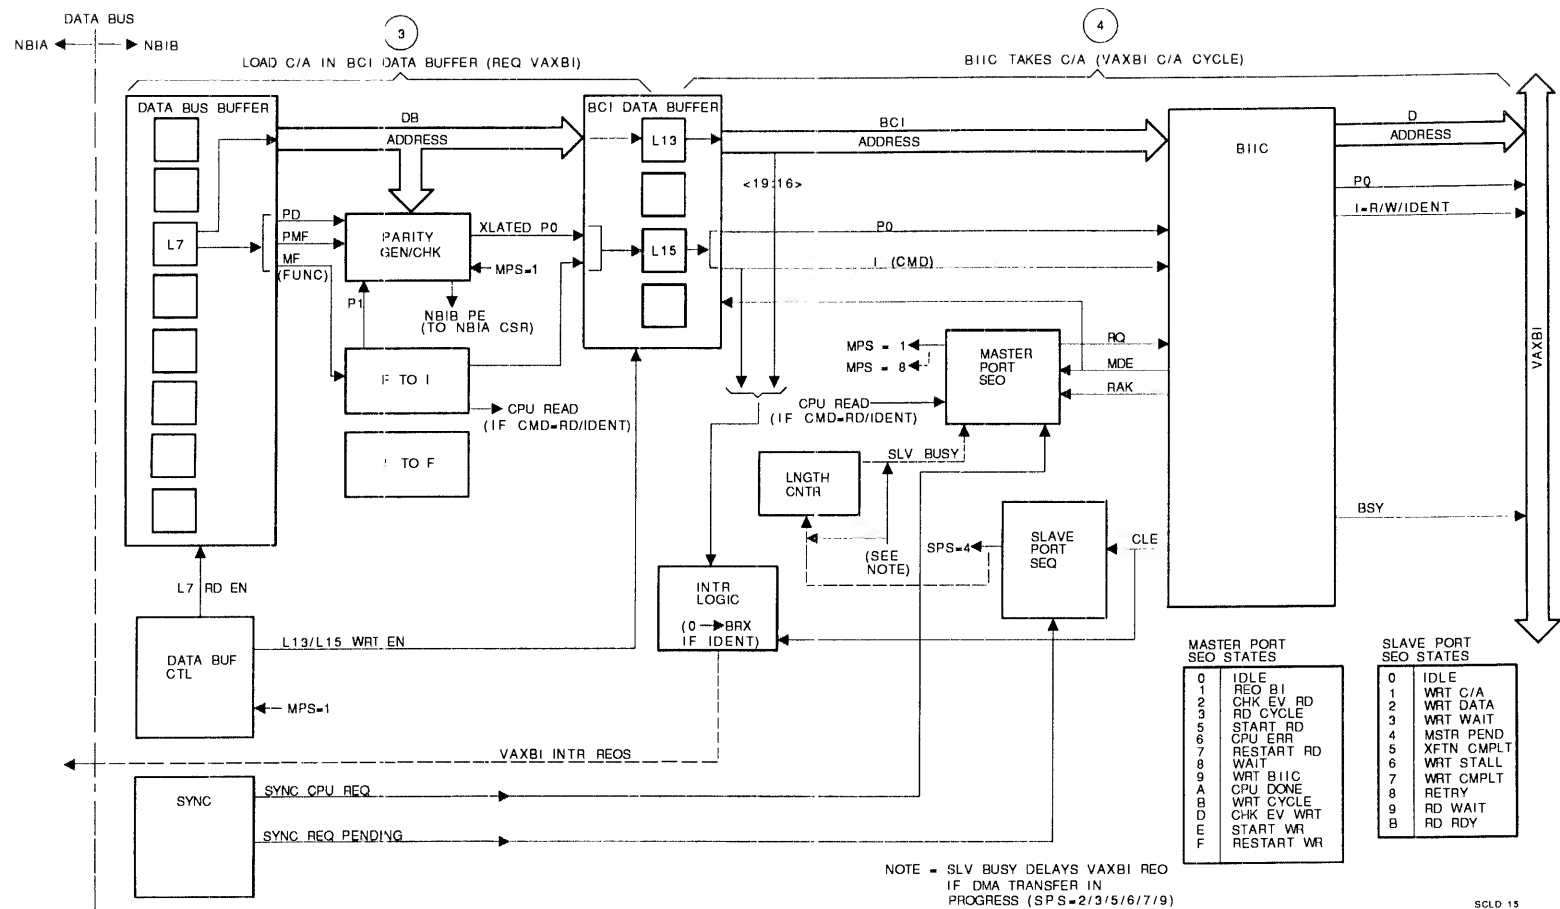 DATA BUS
NBIA
NBIB
3
LOAD C/A IN BCI DATA BUFFER (REQ VAXBI)
4
BIIC TAKES C/A (VAXBI C/A CYCLE)
DATA BUS BUFFER
L7
DB
ADDRESS
PD
PMF
MF
(FUNC)
PARITY
GEN/CHK
XLATED P0
MPS=1
P1
NBIB PE
(TO NBIA CSR)
F TO I
CPU READ
(IF CMD=RD/IDENT)
TO F
BCI DATA BUFFER
L13
L15
BCI
ADDRESS
<19:16>
P0
I (CMD)
BIIC
D
ADDRESS
P0
I=R/W/IDENT
BSY
VAXBI
MPS = 1
MPS = 8
MASTER
PORT
SEQ
RQ
MDE
RAK
CPU READ
(IF CMD=RD/IDENT)
SLV BUSY
LNGTH
CNTR
(SEE
NOTE)
SPS=4
SLAVE
PORT
SEQ
CLE
INTR
LOGIC
(0 → BRX
IF IDENT)
L7 RD EN
DATA BUF
CTL
L13/L15 WRT EN
MPS=1
VAXBI INTR REQS
SYNC
SYNC CPU REQ
SYNC REQ PENDING
MASTER PORT
SEQ STATES
0 IDLE
1 REQ BI
2 CHK EV RD
3 RD CYCLE
5 START RD
6 CPU ERR
7 RESTART RD
8 WAIT
9 WRT BIIC
A CPU DONE
B WRT CYCLE
D CHK EV WRT
E START WR
F RESTART WR
SLAVE PORT
SEQ STATES
0 IDLE
1 WRT C/A
2 WRT DATA
3 WRT WAIT
4 MSTR PEND
5 XFTN CMPLT
6 WRT STALL
7 WRT CMPLT
8 RETRY
9 RD WAIT
B RD RDY
NOTE = SLV BUSY DELAYS VAXBI REQ
IF DMA TRANSFER IN
PROGRESS (SPS=2/3/5/6/7/9)
SCLD 15